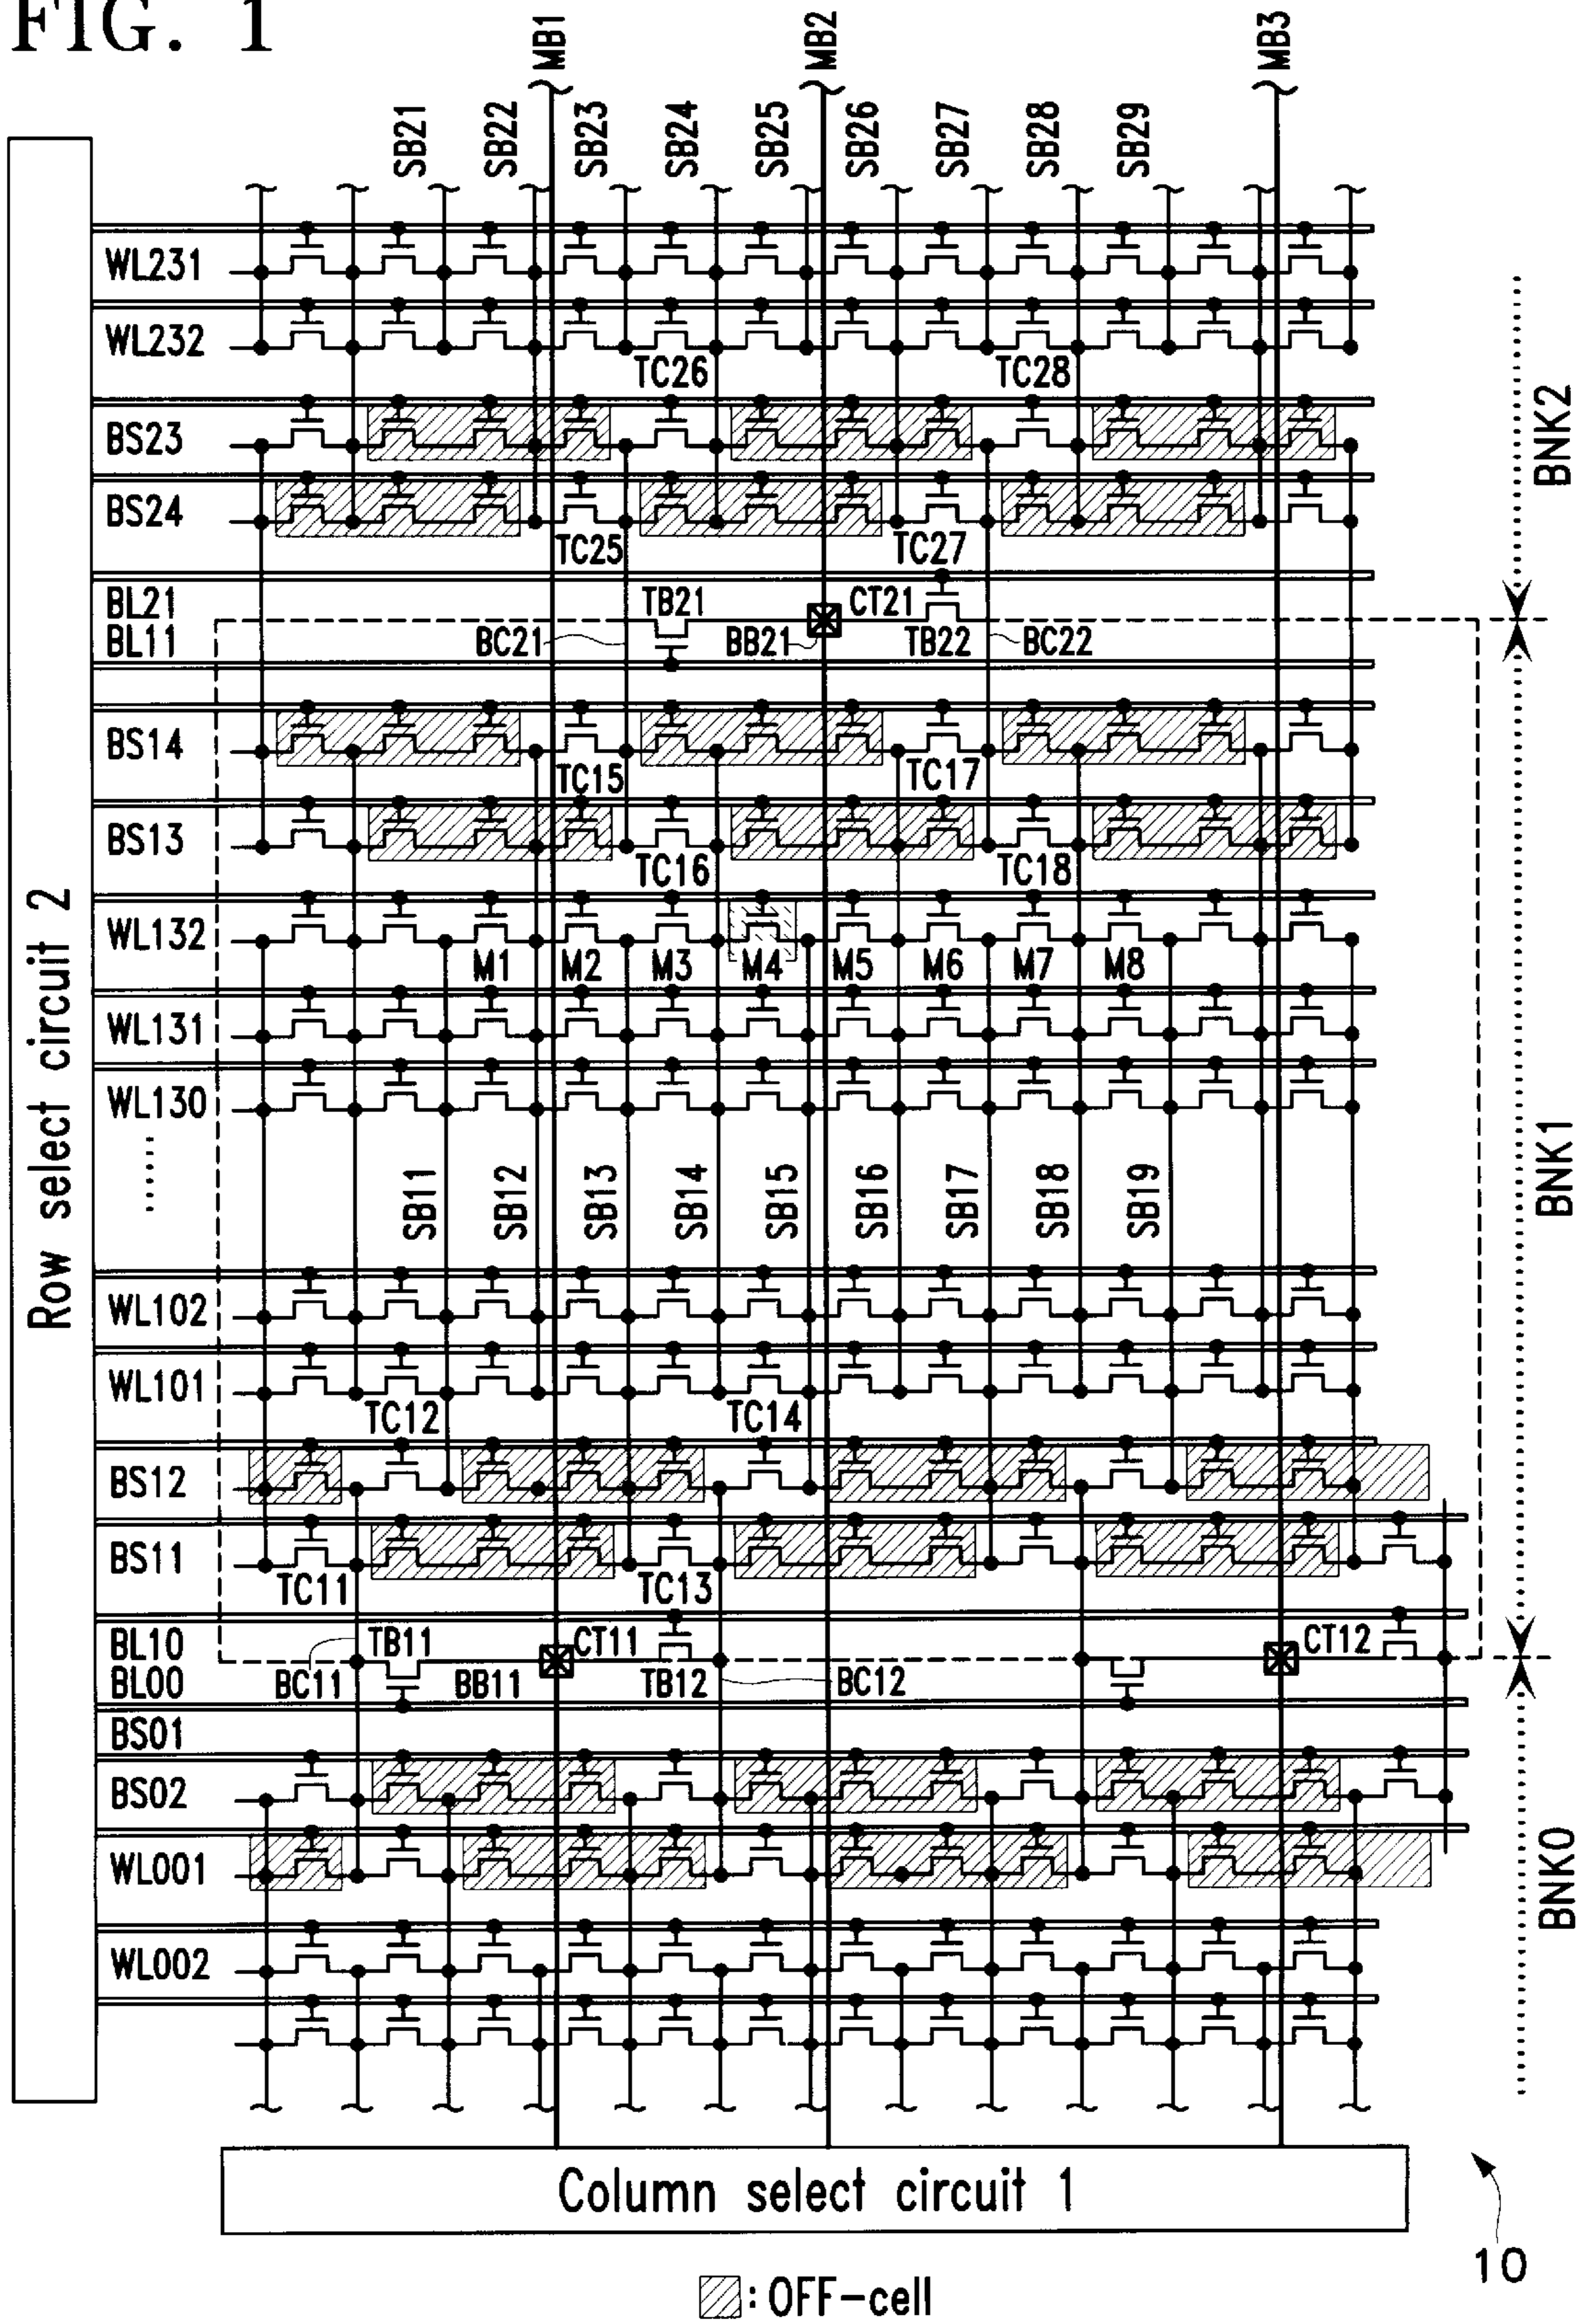 FIG. 1
MB1
MB2
MB3
SB21
SB22
SB23
SB24
SB25
SB26
SB27
SB28
SB29
WL231
WL232
TC26
TC28
BS23
BS24
TC25
TC27
BNK2
BL21
TB21
CT21
BL11
BC21
BB21
TB22
BC22
BS14
TC15
TC17
BS13
TC16
TC18
WL132
M1
M2
M3
M4
M5
M6
M7
M8
WL131
WL130
Row select circuit 2
SB11
SB12
SB13
SB14
SB15
SB16
SB17
SB18
SB19
BNK1
WL102
WL101
TC12
TC14
BS12
BS11
TC11
TC13
BL10
TB11
CT11
CT12
BL00
BC11
BB11
TB12
BC12
BS01
BS02
WL001
BNK0
WL002
Column select circuit 1
10
: OFF-cell